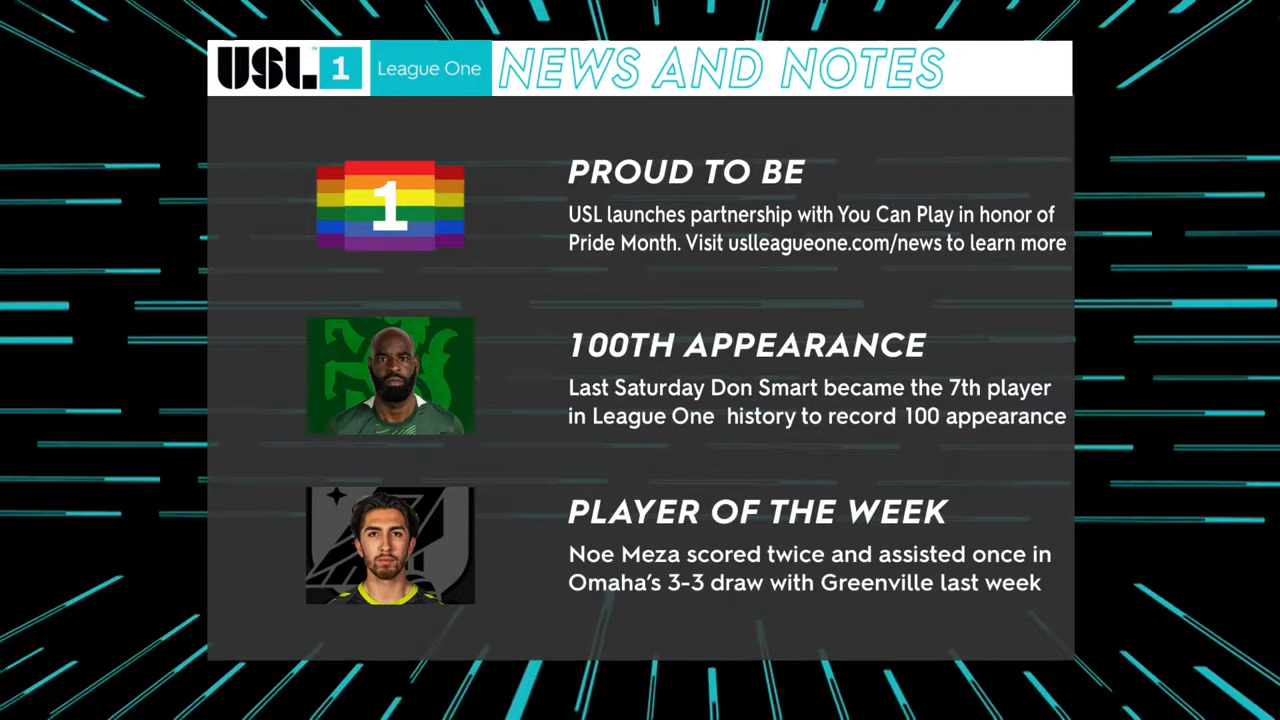 USL 1 League One NEWS AND NOTES
1
PROUD TO BE
USL launches partnership with You Can Play in honor of
Pride Month. Visit uslleagueone.com/news to learn more
100TH APPEARANCE
Last Saturday Don Smart became the 7th player
in League One history to record 100 appearance
PLAYER OF THE WEEK
Noe Meza scored twice and assisted once in
Omaha's 3-3 draw with Greenville last week